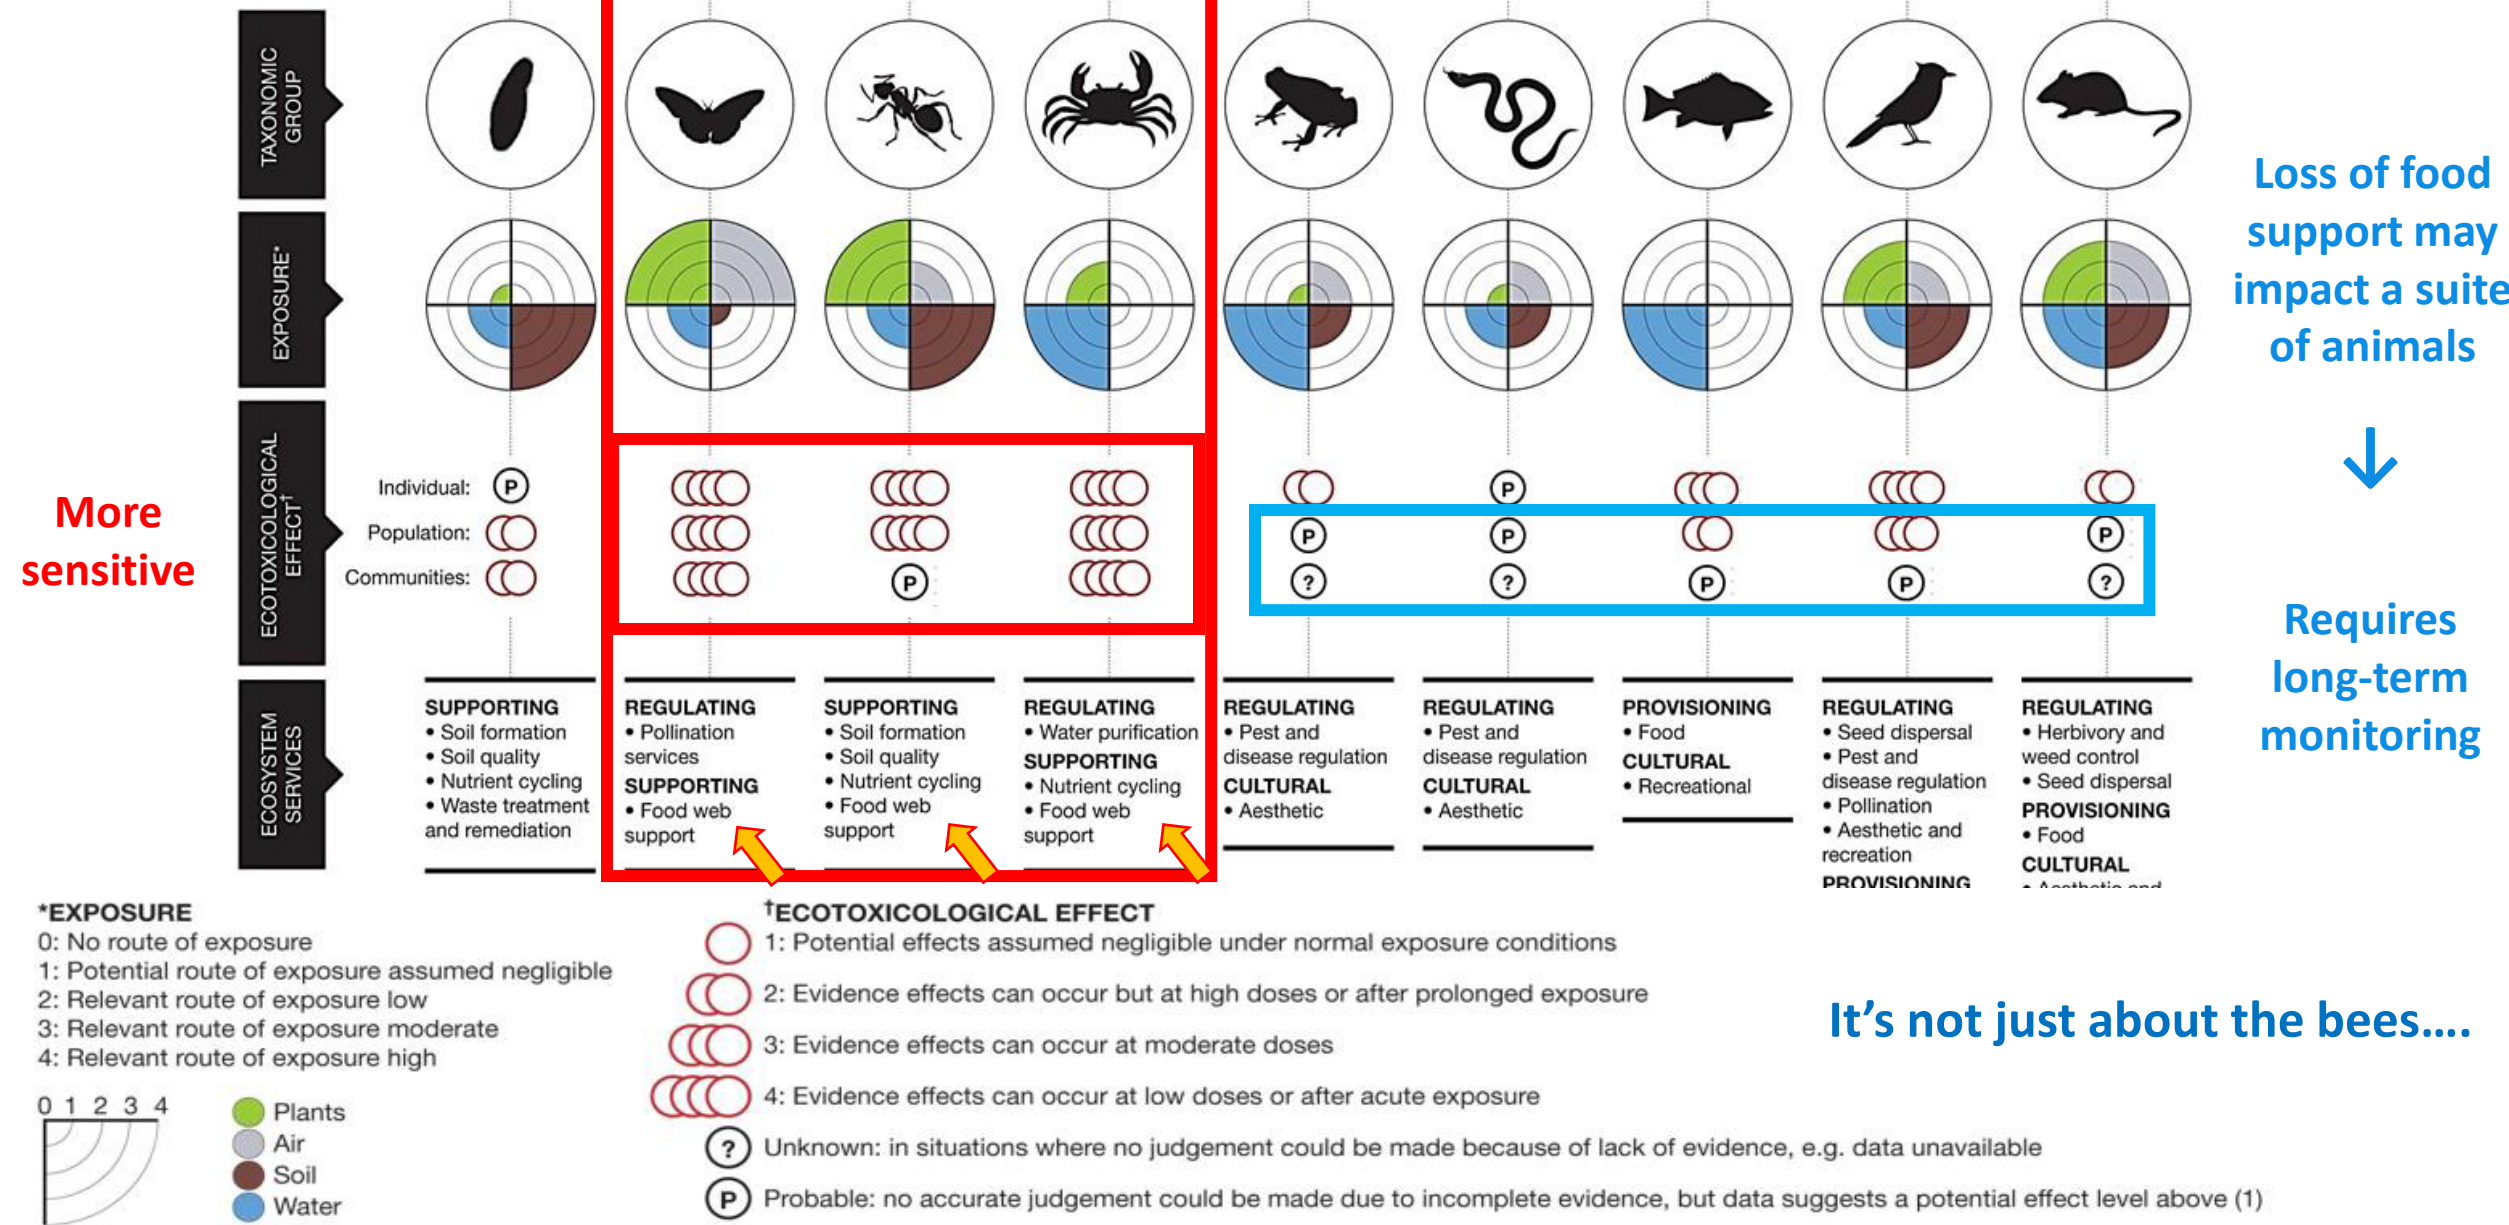 TAXONOMIC
GROUP
EXPOSURE*
Loss of food
support may
impact a suite
of animals
More
sensitive
ECOTOXICOLOGICAL
EFFECT†
Individual: P P
Population: P P P
Communities: P ? ? P P ?
Requires
long-term
monitoring
ECOSYSTEM
SERVICES
SUPPORTING
• Soil formation
• Soil quality
• Nutrient cycling
• Waste treatment
and remediation
REGULATING
• Pollination
services
SUPPORTING
• Food web
support
SUPPORTING
• Soil formation
• Soil quality
• Nutrient cycling
• Food web
support
REGULATING
• Water purification
SUPPORTING
• Nutrient cycling
• Food web
support
REGULATING
• Pest and
disease regulation
CULTURAL
• Aesthetic
REGULATING
• Pest and
disease regulation
CULTURAL
• Aesthetic
PROVISIONING
• Food
CULTURAL
• Recreational
REGULATING
• Seed dispersal
• Pest and
disease regulation
• Pollination
• Aesthetic and
recreation
PROVISIONING
REGULATING
• Herbivory and
weed control
• Seed dispersal
PROVISIONING
• Food
CULTURAL
• Aesthetic and
*EXPOSURE
0: No route of exposure
1: Potential route of exposure assumed negligible
2: Relevant route of exposure low
3: Relevant route of exposure moderate
4: Relevant route of exposure high
0 1 2 3 4
Plants
Air
Soil
Water
†ECOTOXICOLOGICAL EFFECT
1: Potential effects assumed negligible under normal exposure conditions
2: Evidence effects can occur but at high doses or after prolonged exposure
3: Evidence effects can occur at moderate doses
4: Evidence effects can occur at low doses or after acute exposure
? Unknown: in situations where no judgement could be made because of lack of evidence, e.g. data unavailable
P Probable: no accurate judgement could be made due to incomplete evidence, but data suggests a potential effect level above (1)
It's not just about the bees....